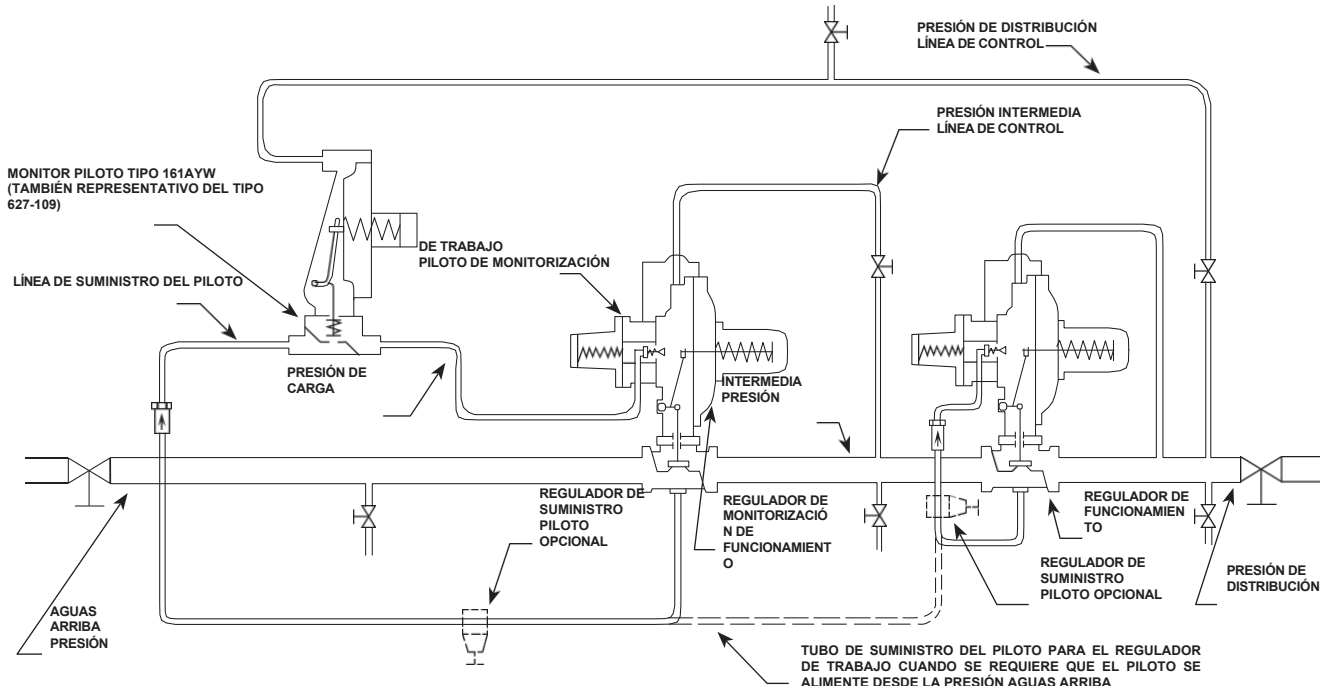 PRESIÓN DE DISTRIBUCIÓN
LÍNEA DE CONTROL
PRESIÓN INTERMEDIA
LÍNEA DE CONTROL
MONITOR PILOTO TIPO 161AYW
(TAMBIÉN REPRESENTATIVO DEL TIPO
627-109)
DE TRABAJO
PILOTO DE MONITORIZACIÓN
LÍNEA DE SUMINISTRO DEL PILOTO
PRESIÓN DE
CARGA
INTERMEDIA
PRESIÓN
REGULADOR DE
SUMINISTRO
PILOTO
OPCIONAL
REGULADOR DE
MONITORIZACIÓ
N DE
FUNCIONAMIENT
O
REGULADOR DE
FUNCIONAMIEN
TO
REGULADOR DE
SUMINISTRO
PILOTO OPCIONAL
PRESIÓN DE
DISTRIBUCIÓN
AGUAS
ARRIBA
PRESIÓN
TUBO DE SUMINISTRO DEL PILOTO PARA EL REGULADOR
DE TRABAJO CUANDO SE REQUIERE QUE EL PILOTO SE
ALIMENTE DESDE LA PRESIÓN AGUAS ARRIBA